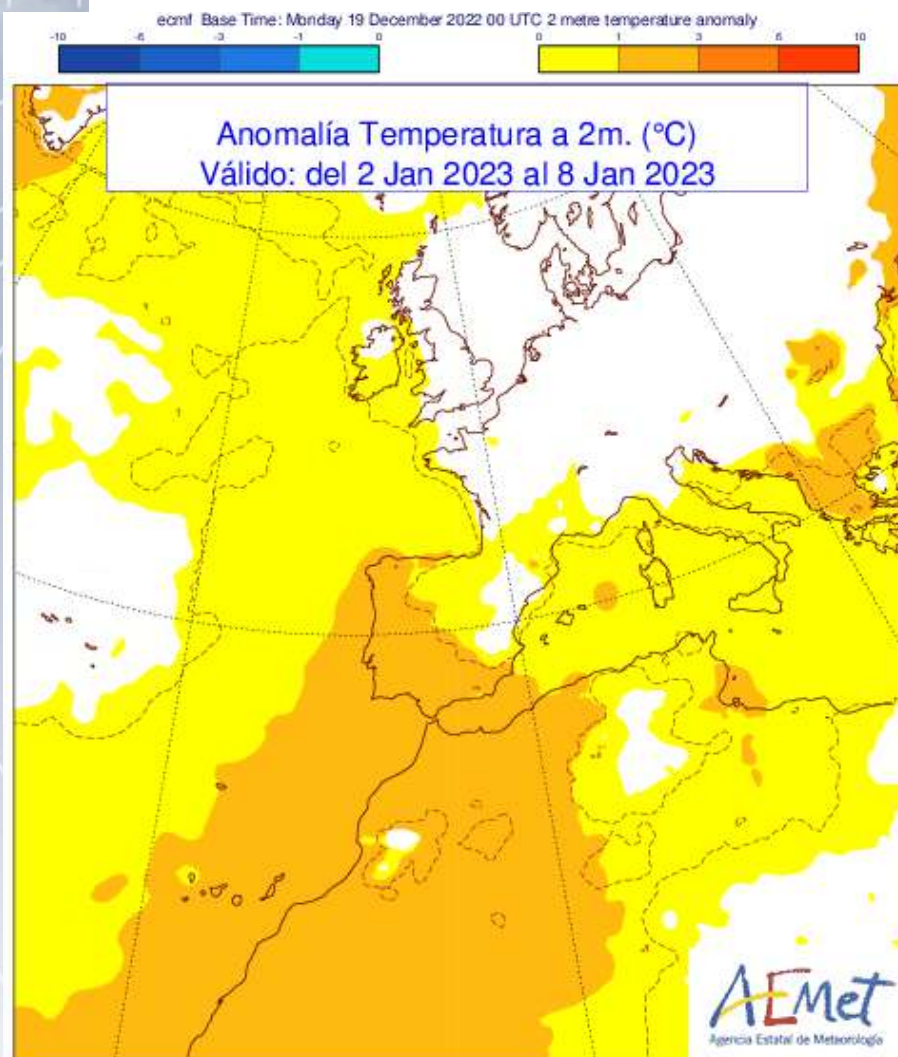 ecmf Base Time: Monday 19 December 2022 00 UTC 2 metre temperature anomaly
-10 -6 -3 -1 0 0 1 3 6 10
Anomalía Temperatura a 2m. (°C)
Válido: del 2 Jan 2023 al 8 Jan 2023
1
AEMet
Agencia Estatal de Meteorología